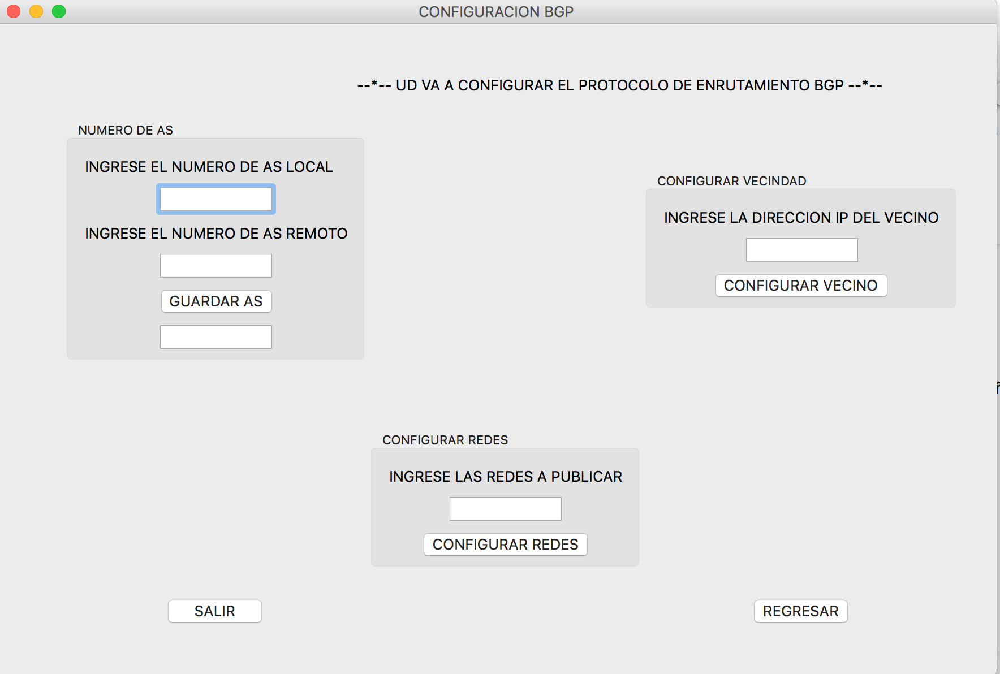 CONFIGURACION BGP
--*-- UD VA A CONFIGURAR EL PROTOCOLO DE ENRUTAMIENTO BGP --*--
NUMERO DE AS
INGRESE EL NUMERO DE AS LOCAL
INGRESE EL NUMERO DE AS REMOTO
GUARDAR AS
CONFIGURAR VECINDAD
INGRESE LA DIRECCION IP DEL VECINO
CONFIGURAR VECINO
CONFIGURAR REDES
INGRESE LAS REDES A PUBLICAR
CONFIGURAR REDES
SALIR
REGRESAR